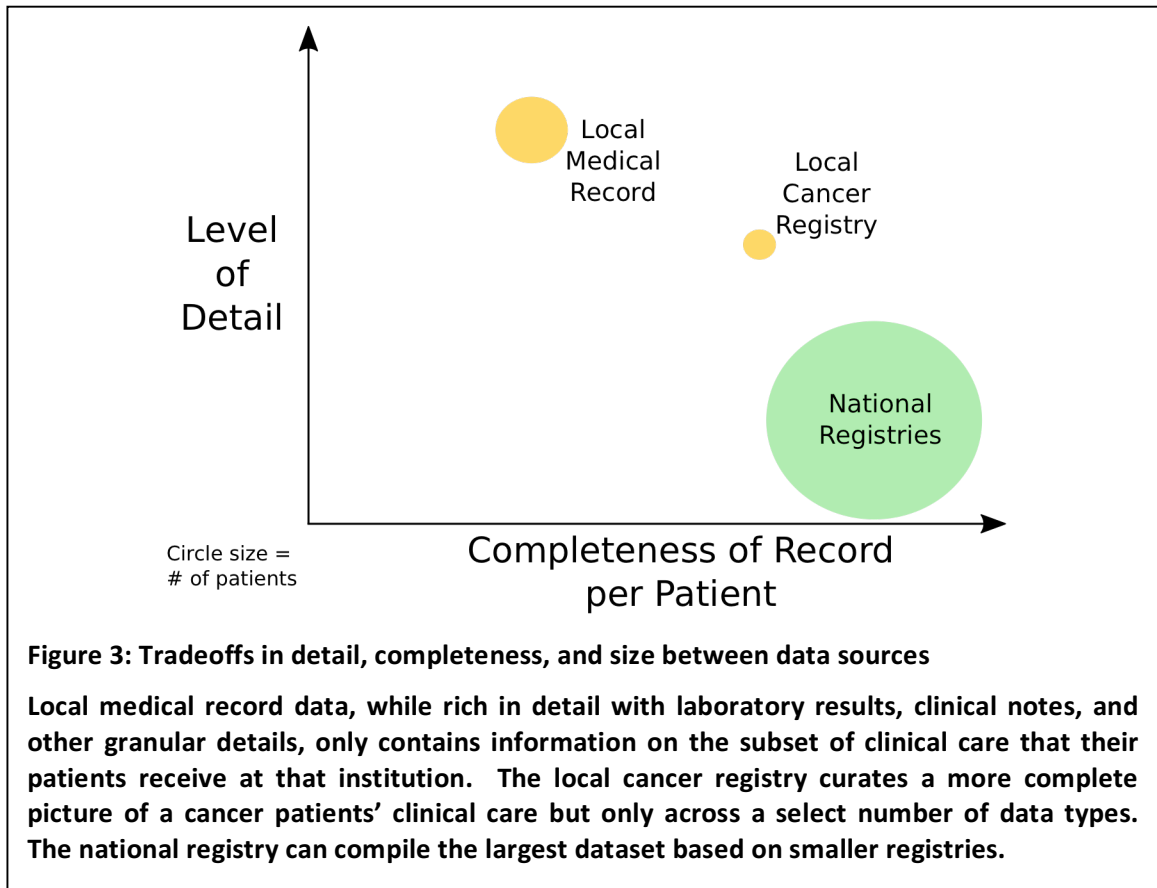 Local
Medical
Record
Local
Cancer
Registry
Level
of
Detail
National
Registries
Circle size =
# of patients
Completeness of Record
per Patient
Figure 3: Tradeoffs in detail, completeness, and size between data sources
Local medical record data, while rich in detail with laboratory results, clinical notes, and
other granular details, only contains information on the subset of clinical care that their
patients receive at that institution.  The local cancer registry curates a more complete
picture of a cancer patients’ clinical care but only across a select number of data types.
The national registry can compile the largest dataset based on smaller registries.